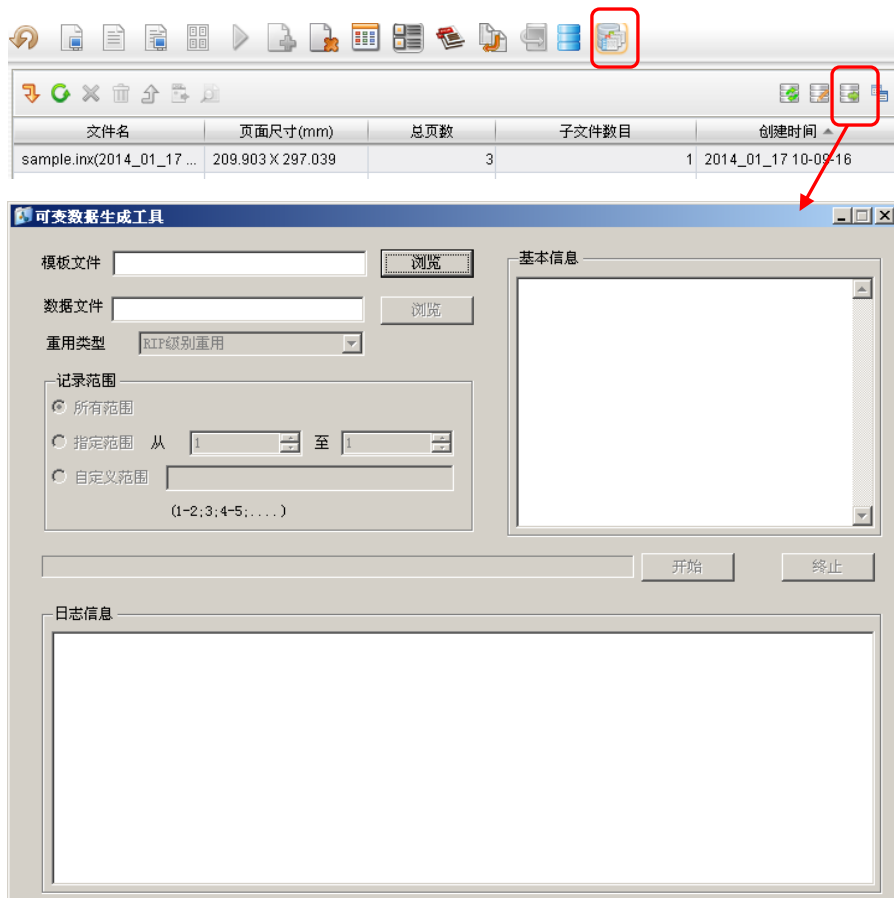 文件名 页面尺寸(mm) 总页数 子文件数目 创建时间
sample.inx(2014_01_17 ... 209.903 X 297.039 3 1 2014_01_17 10-09-16
可变数据生成工具
模板文件 浏览
数据文件 浏览
重用类型 RIP级别重用
记录范围
所有范围
指定范围 从 1 至 1
自定义范围
(1-2;3;4-5;....)
基本信息
开始 终止
日志信息